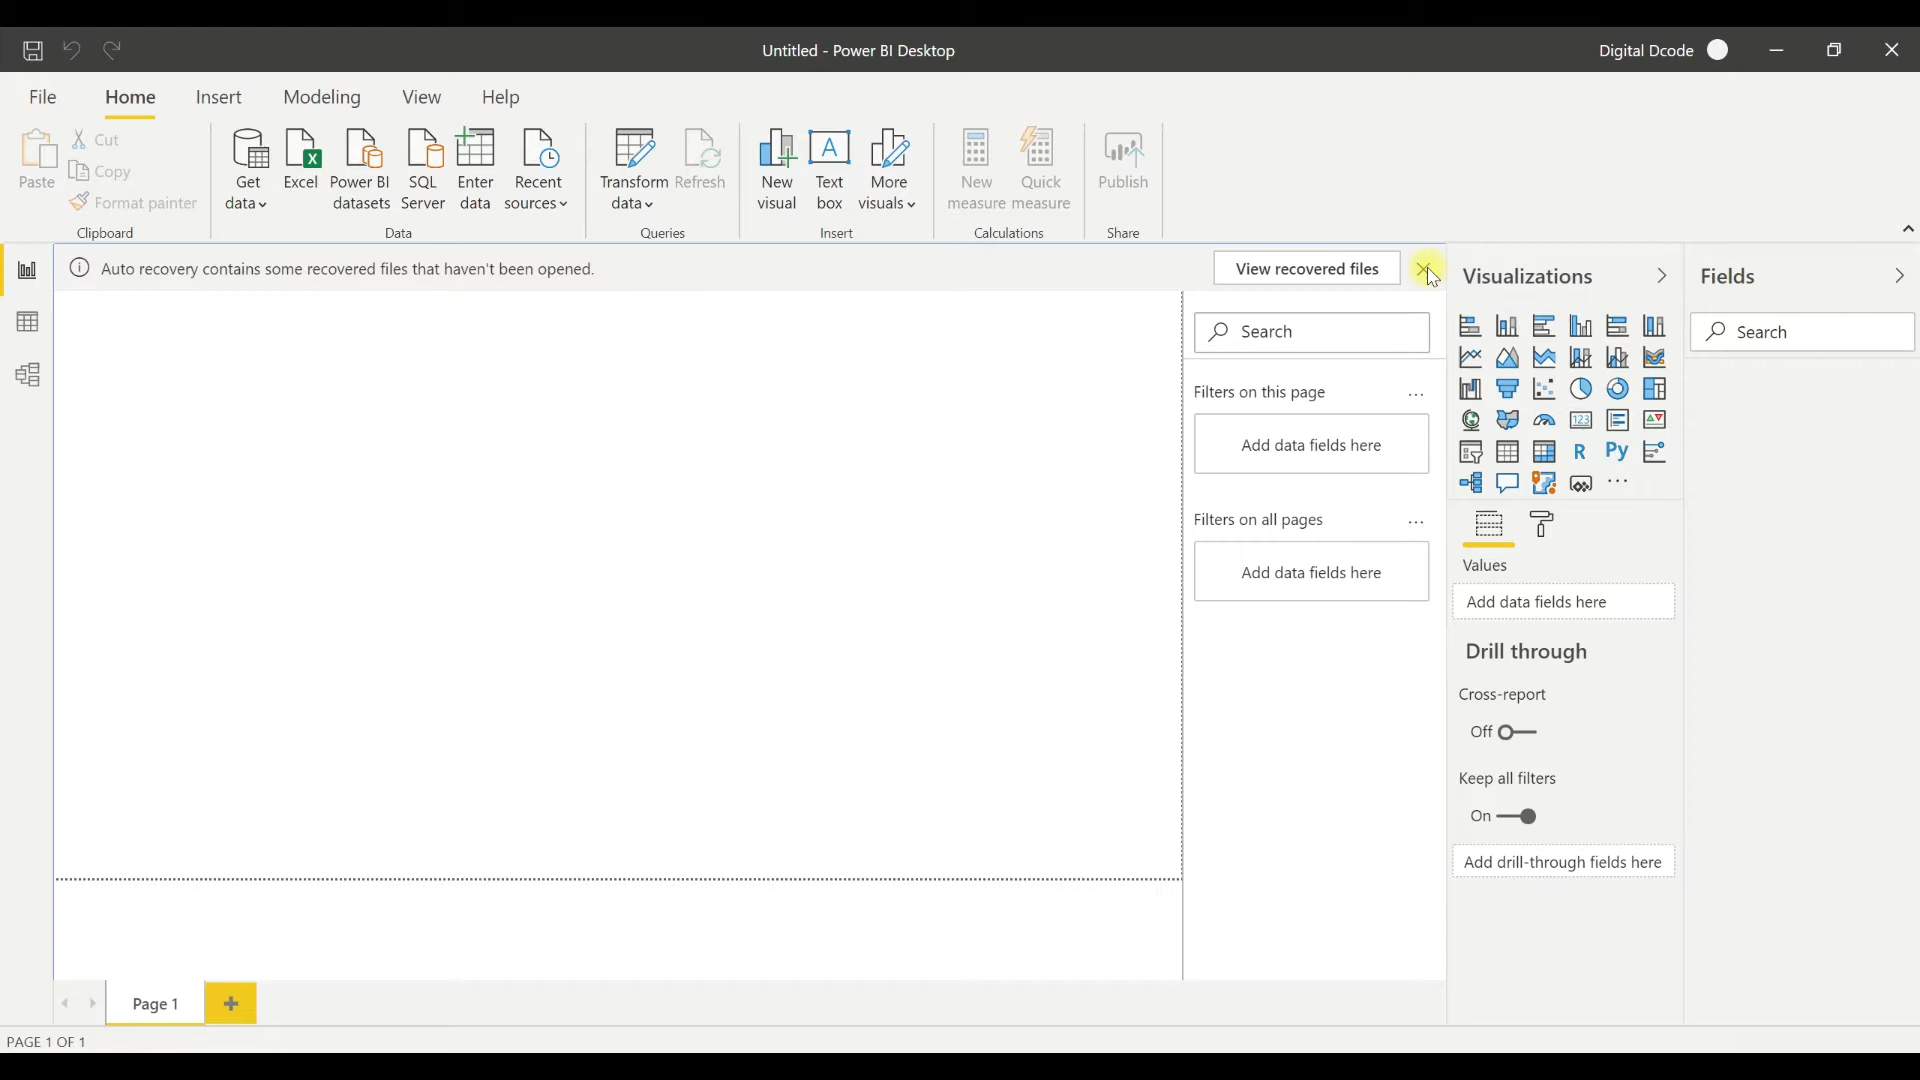 Untitled - Power BI Desktop
Digital Dcode
File Home Insert Modeling View Help
Paste
Cut
Copy
Format painter
Clipboard
Get data
Excel
Power BI datasets
SQL Server
Enter data
Recent sources
Data
Transform data
Refresh
Queries
New visual
A
Text box
More visuals
Insert
New measure
Quick measure
Calculations
Publish
Share
Auto recovery contains some recovered files that haven't been opened.
View recovered files
Search
Filters on this page
...
Add data fields here
Filters on all pages
...
Add data fields here
Visualizations
123
R
Py
...
Values
Add data fields here
Drill through
Cross-report
Off
Keep all filters
On
Add drill-through fields here
Fields
Search
Page 1
PAGE 1 OF 1